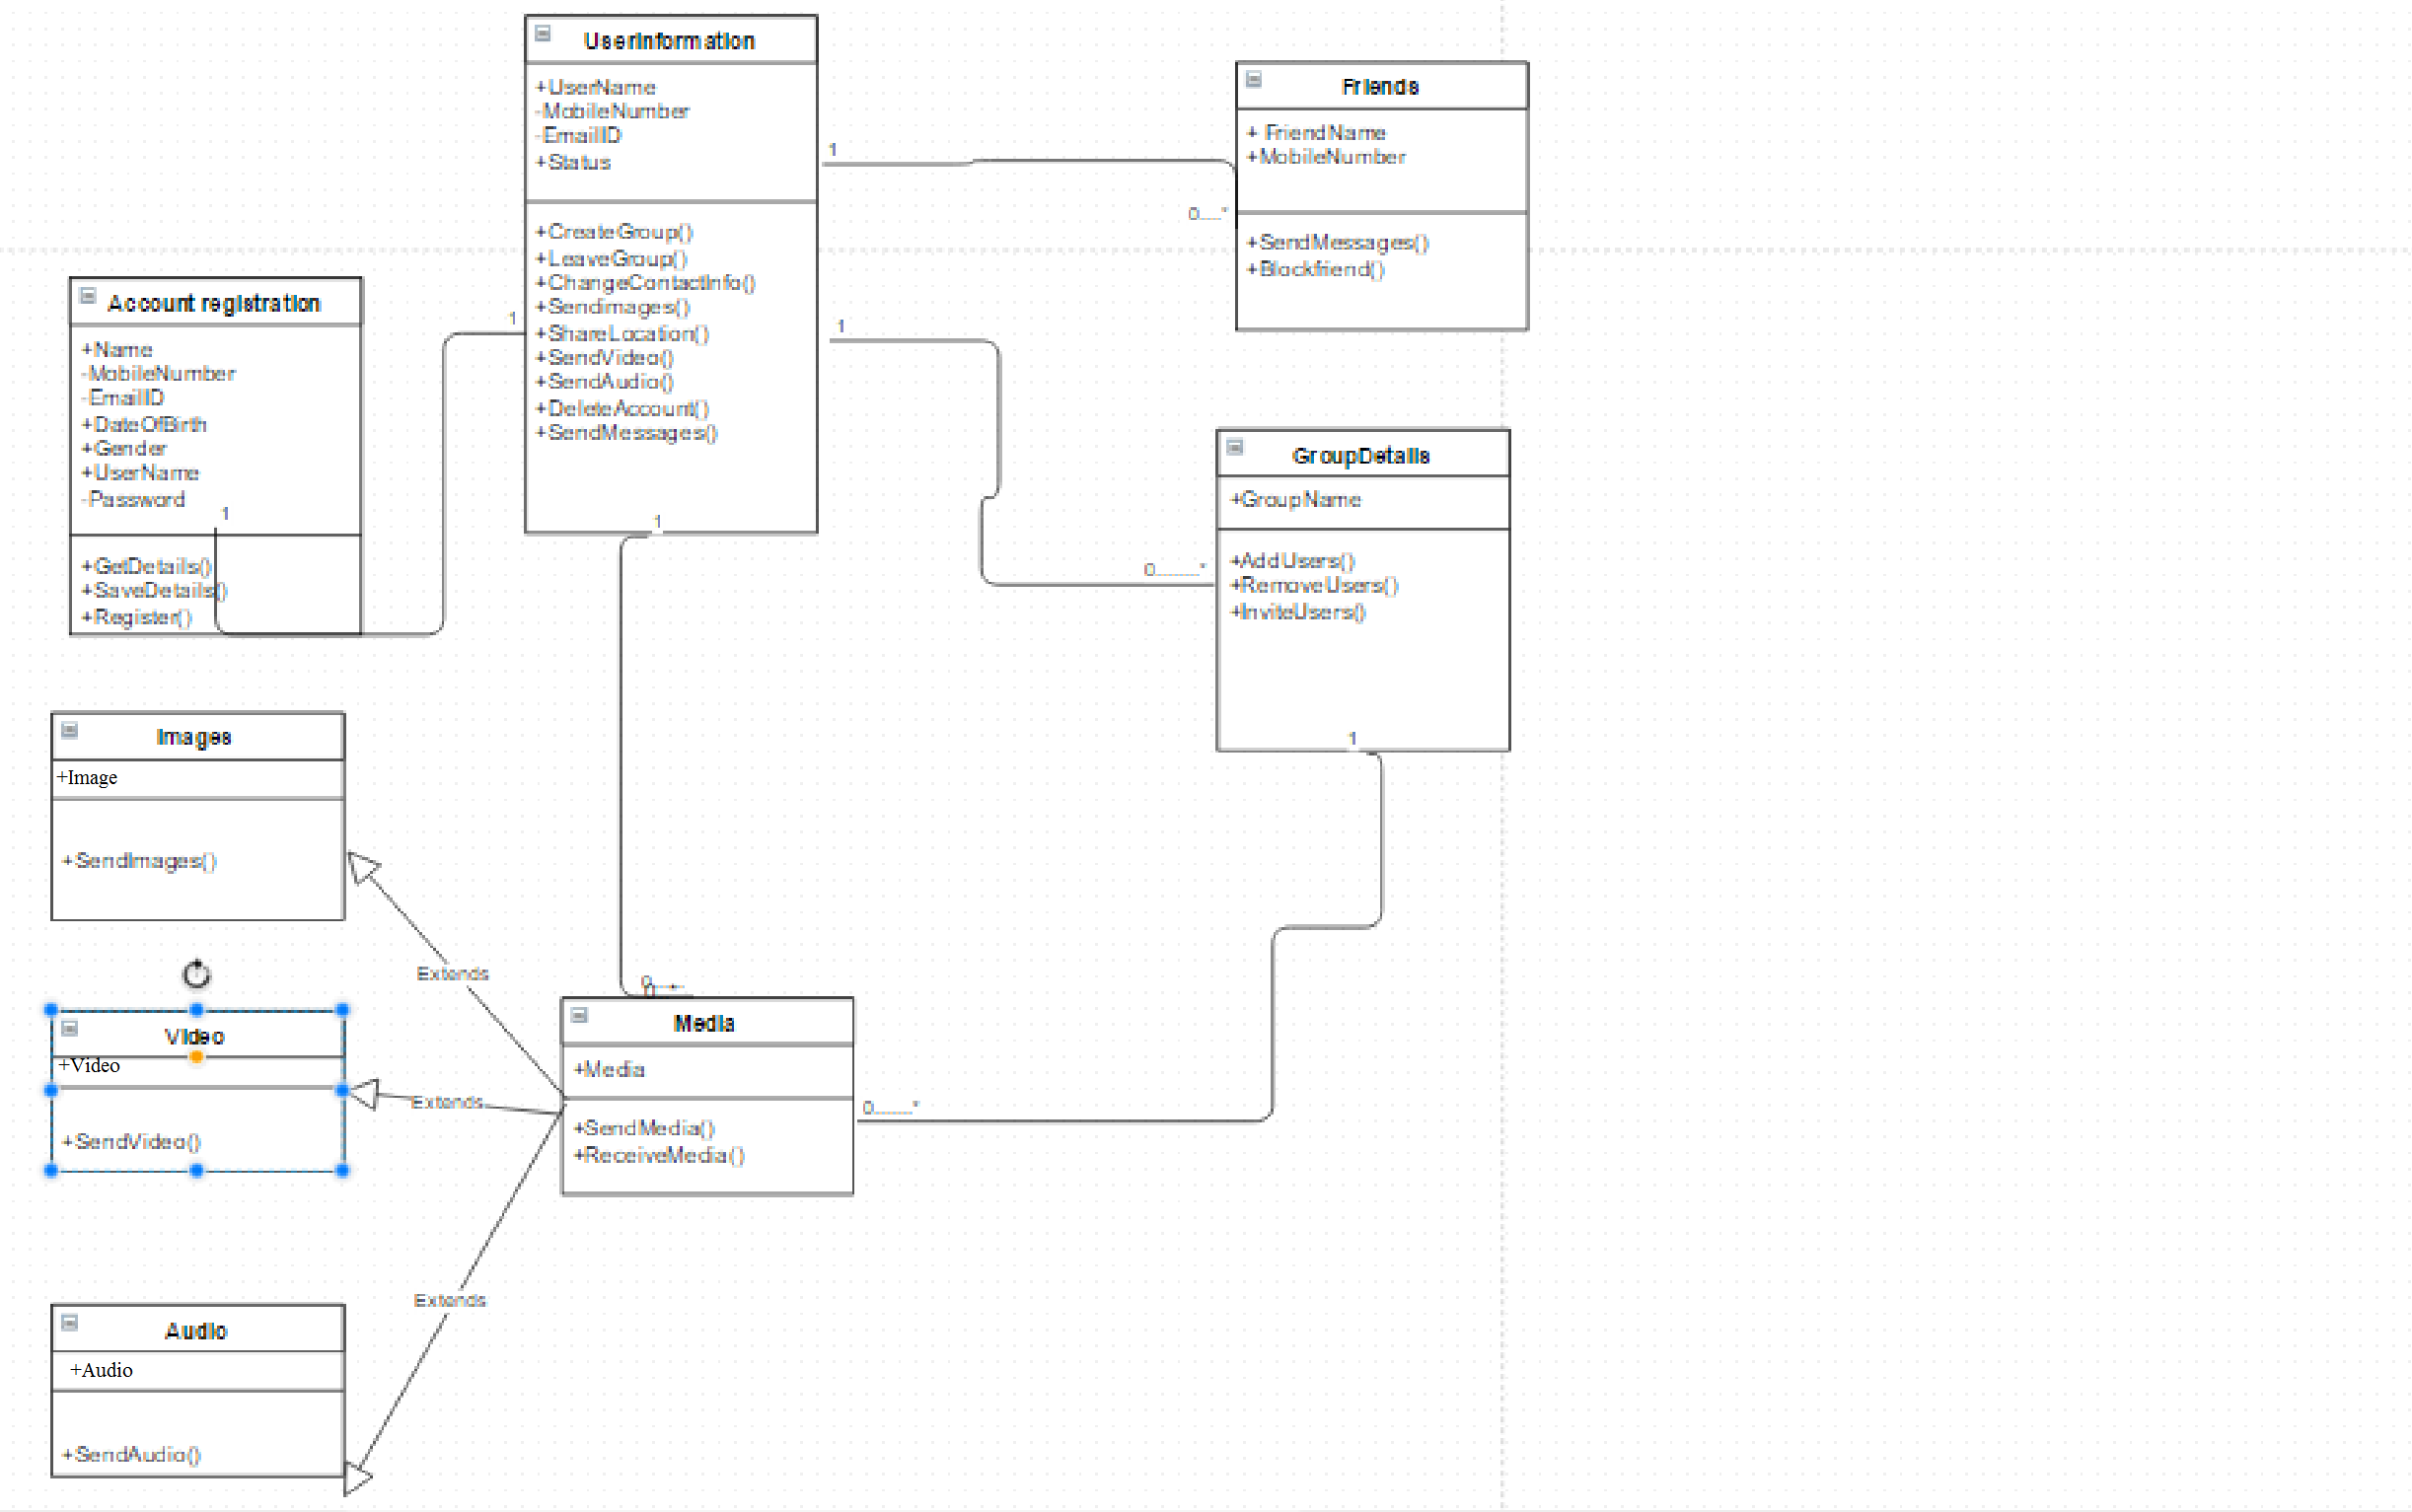 UserInformation
+UserName
-MobileNumber
-EmailID
+Status
+CreateGroup()
+LeaveGroup()
+ChangeContactInfo()
+Sendimages()
+ShareLocation()
+SendVideo()
+SendAudio()
+DeleteAccount()
+SendMessages()
1
1
1
1
Friends
+ FriendName
+MobileNumber
0....*
+SendMessages()
+Blockfriend()
Account registration
+Name
-MobileNumber
-EmailID
+DateOfBirth
+Gender
+UserName
-Password
1
+GetDetails()
+SaveDetails()
+Register()
GroupDetails
+GroupName
0........*
+AddUsers()
+RemoveUsers()
+InviteUsers()
1
Images
+Image
+SendImages()
Extends
Video
+Video
+SendVideo()
Extends
Media
+Media
+SendMedia()
+ReceiveMedia()
0........*
Extends
Audio
+Audio
+SendAudio()